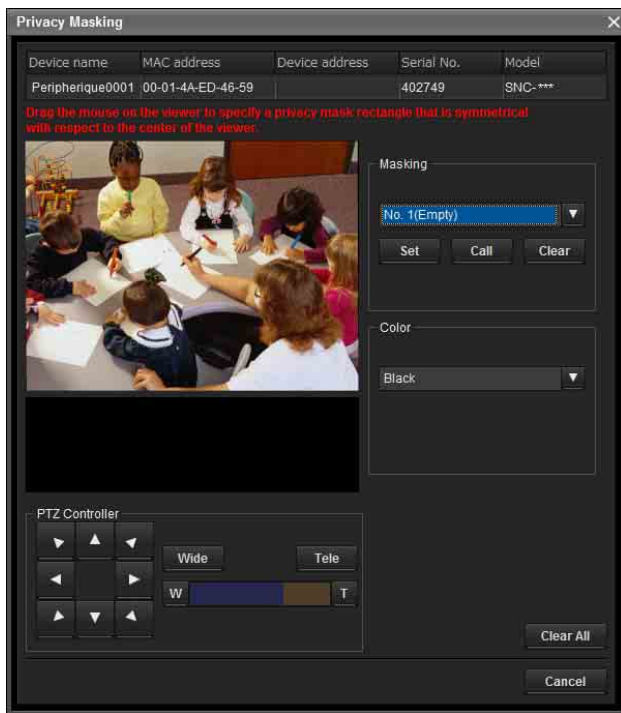 Privacy Masking
Device name MAC address Device address Serial No. Model
Peripherique0001 00-01-4A-ED-46-59 402749 SNC-***
Drag the mouse on the viewer to specify a privacy mask rectangle that is symmetrical
with respect to the center of the viewer.
Masking
No. 1(Empty)
Set Call Clear
Color
Black
PTZ Controller
Wide Tele
W T
Clear All
Cancel